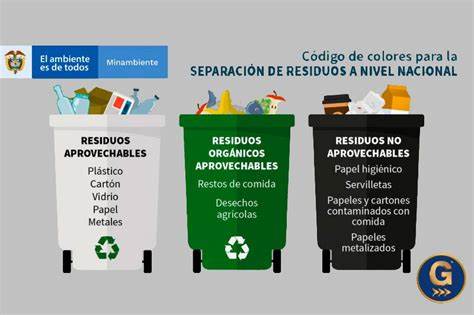 El ambiente
es de todos
Minambiente
Código de colores para la
SEPARACIÓN DE RESIDUOS A NIVEL NACIONAL
RESIDUOS
APROVECHABLES
Plástico
Cartón
Vidrio
Papel
Metales
RESIDUOS
ORGÁNICOS
APROVECHABLES
Restos de comida
Desechos
agrícolas
RESIDUOS NO
APROVECHABLES
Papel higiénico
Servilletas
Papeles y cartones
contaminados con
comida
Papeles
metalizados
G